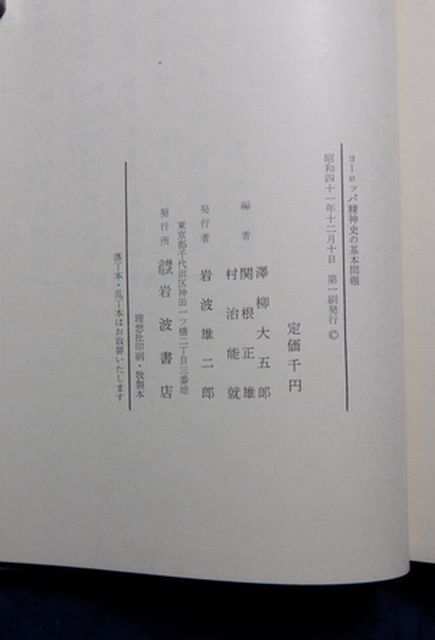 ヨーロッパ精神史の基本問題
昭和四十一年十二月十日 第一刷発行 ©
定価千円
編者
澤柳大五郎
関根正雄
村治能就
発行者 岩波雄二郎
東京都千代田区神田一ツ橋二丁目三番地
発行所 株式会社 岩波書店
理想社印刷・牧製本
落丁本・乱丁本はお取替いたします